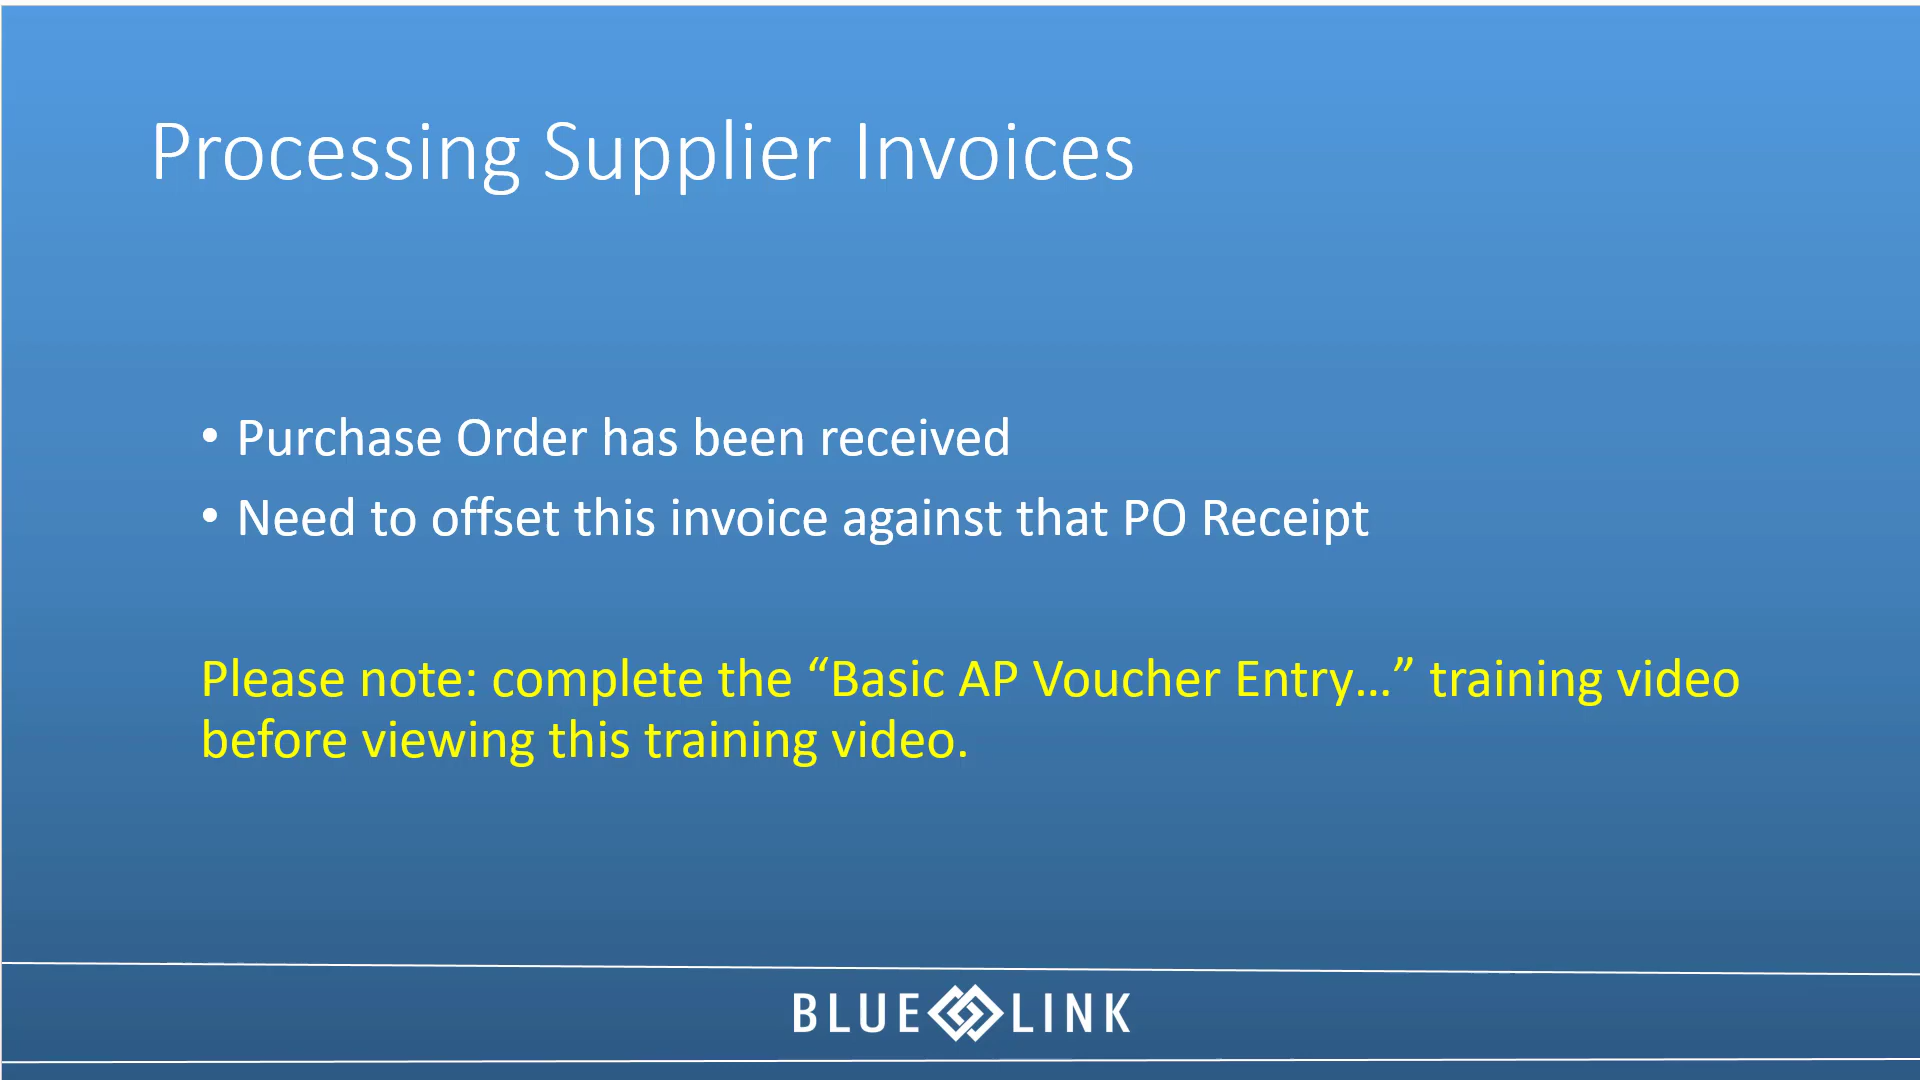 Processing Supplier Invoices
• Purchase Order has been received
• Need to offset this invoice against that PO Receipt
Please note: complete the “Basic AP Voucher Entry…” training video
before viewing this training video.
BLUE LINK